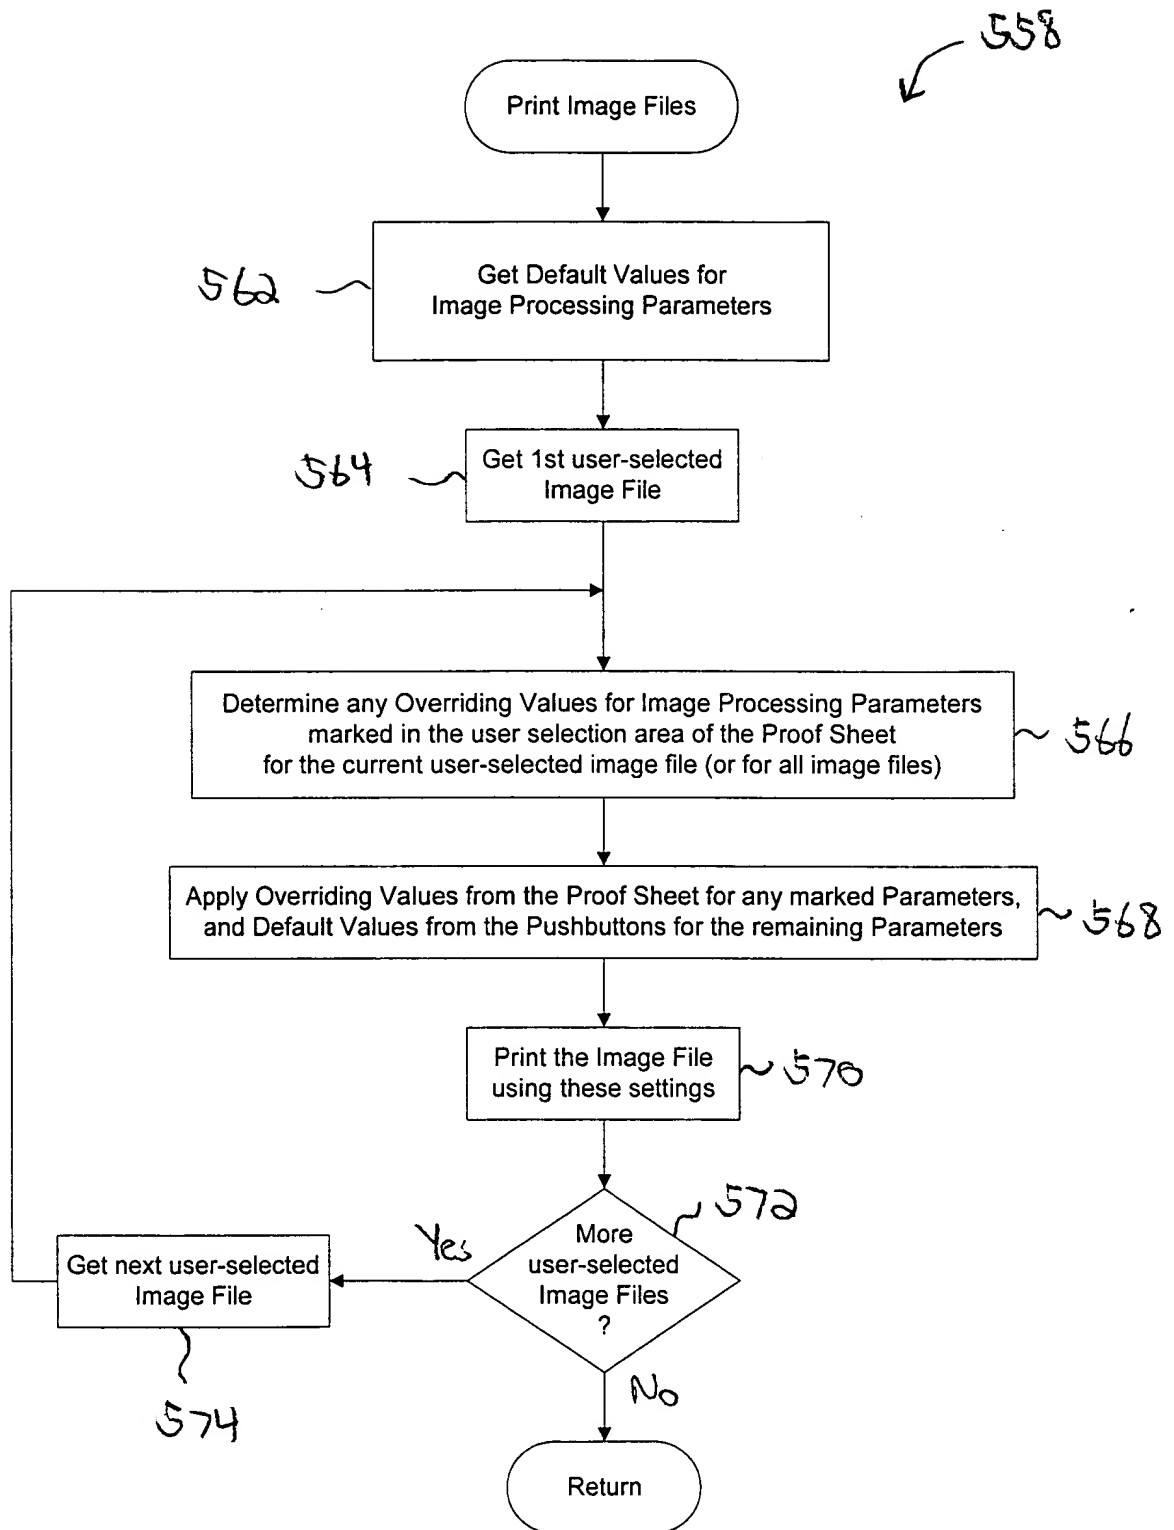 558
Print Image Files
562
Get Default Values for
Image Processing Parameters
564
Get 1st user-selected
Image File
Determine any Overriding Values for Image Processing Parameters
marked in the user selection area of the Proof Sheet
for the current user-selected image file (or for all image files)
566
Apply Overriding Values from the Proof Sheet for any marked Parameters,
and Default Values from the Pushbuttons for the remaining Parameters
568
Print the Image File
using these settings
570
572
More
user-selected
Image Files
?
Yes
Get next user-selected
Image File
574
No
Return